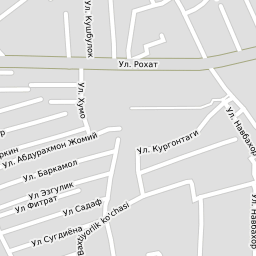 Ул. Кушбулок
Ул. Рохат
Ул. Хумо
Ул. Навбахор
Ул. Абдурахмон Жомий
Ул. Кургонтаги
Ул. Баркамол
Ул Эзгулик
Ул Фитрат
Ул Садаф
Ул Сугдиёна
Baxtiyorlik ko'chasi
Ул. Навбахор